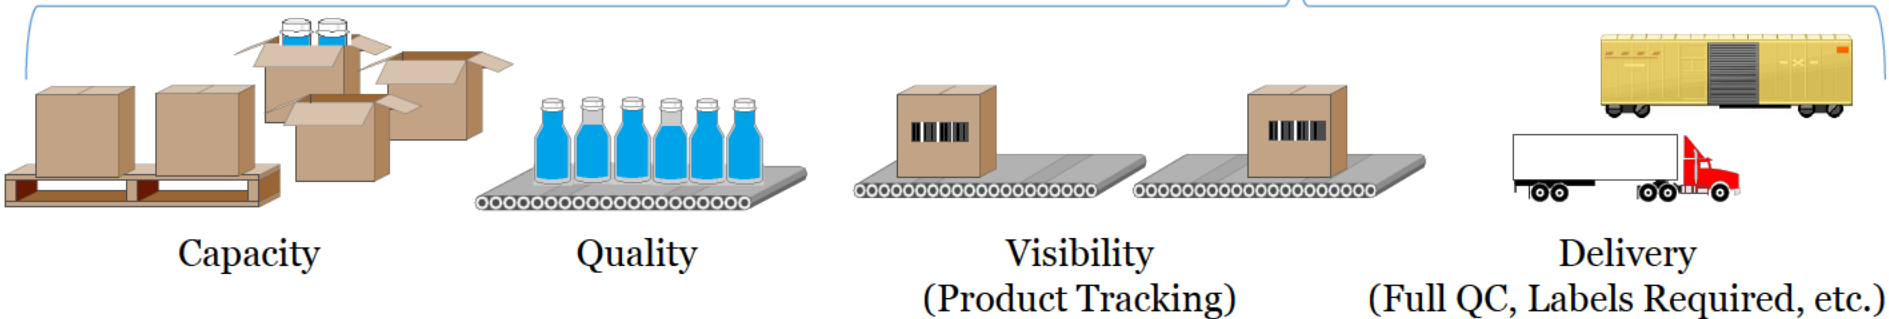 Capacity
Quality
Visibility
(Product Tracking)
Delivery
(Full QC, Labels Required, etc.)